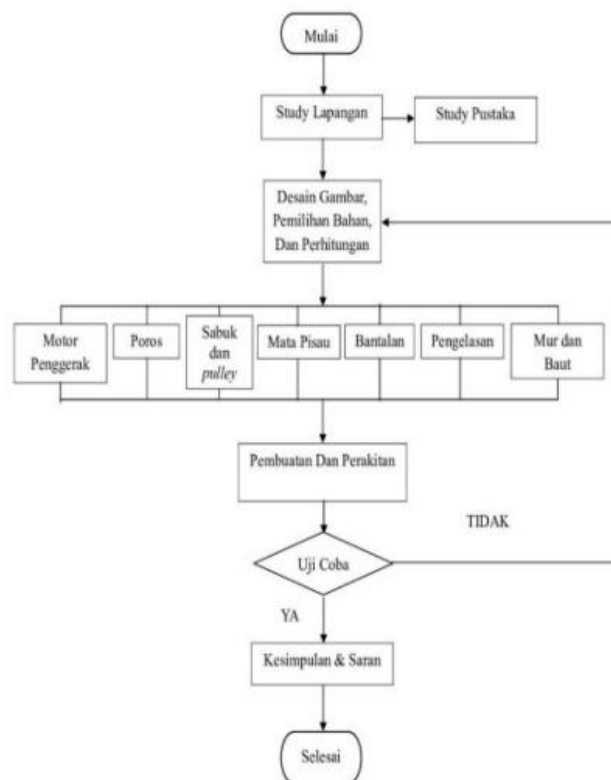 Mulai
Study Lapangan
Study Pustaka
Desain Gambar,
Pemilihan Bahan,
Dan Perhitungan
Motor
Penggerak
Poros
Sabuk
dan
pulley
Mata Pisau
Bantalan
Pengelasan
Mur dan
Baut
Pembuatan Dan Perakitan
TIDAK
Uji Coba
YA
Kesimpulan & Saran
Selesai